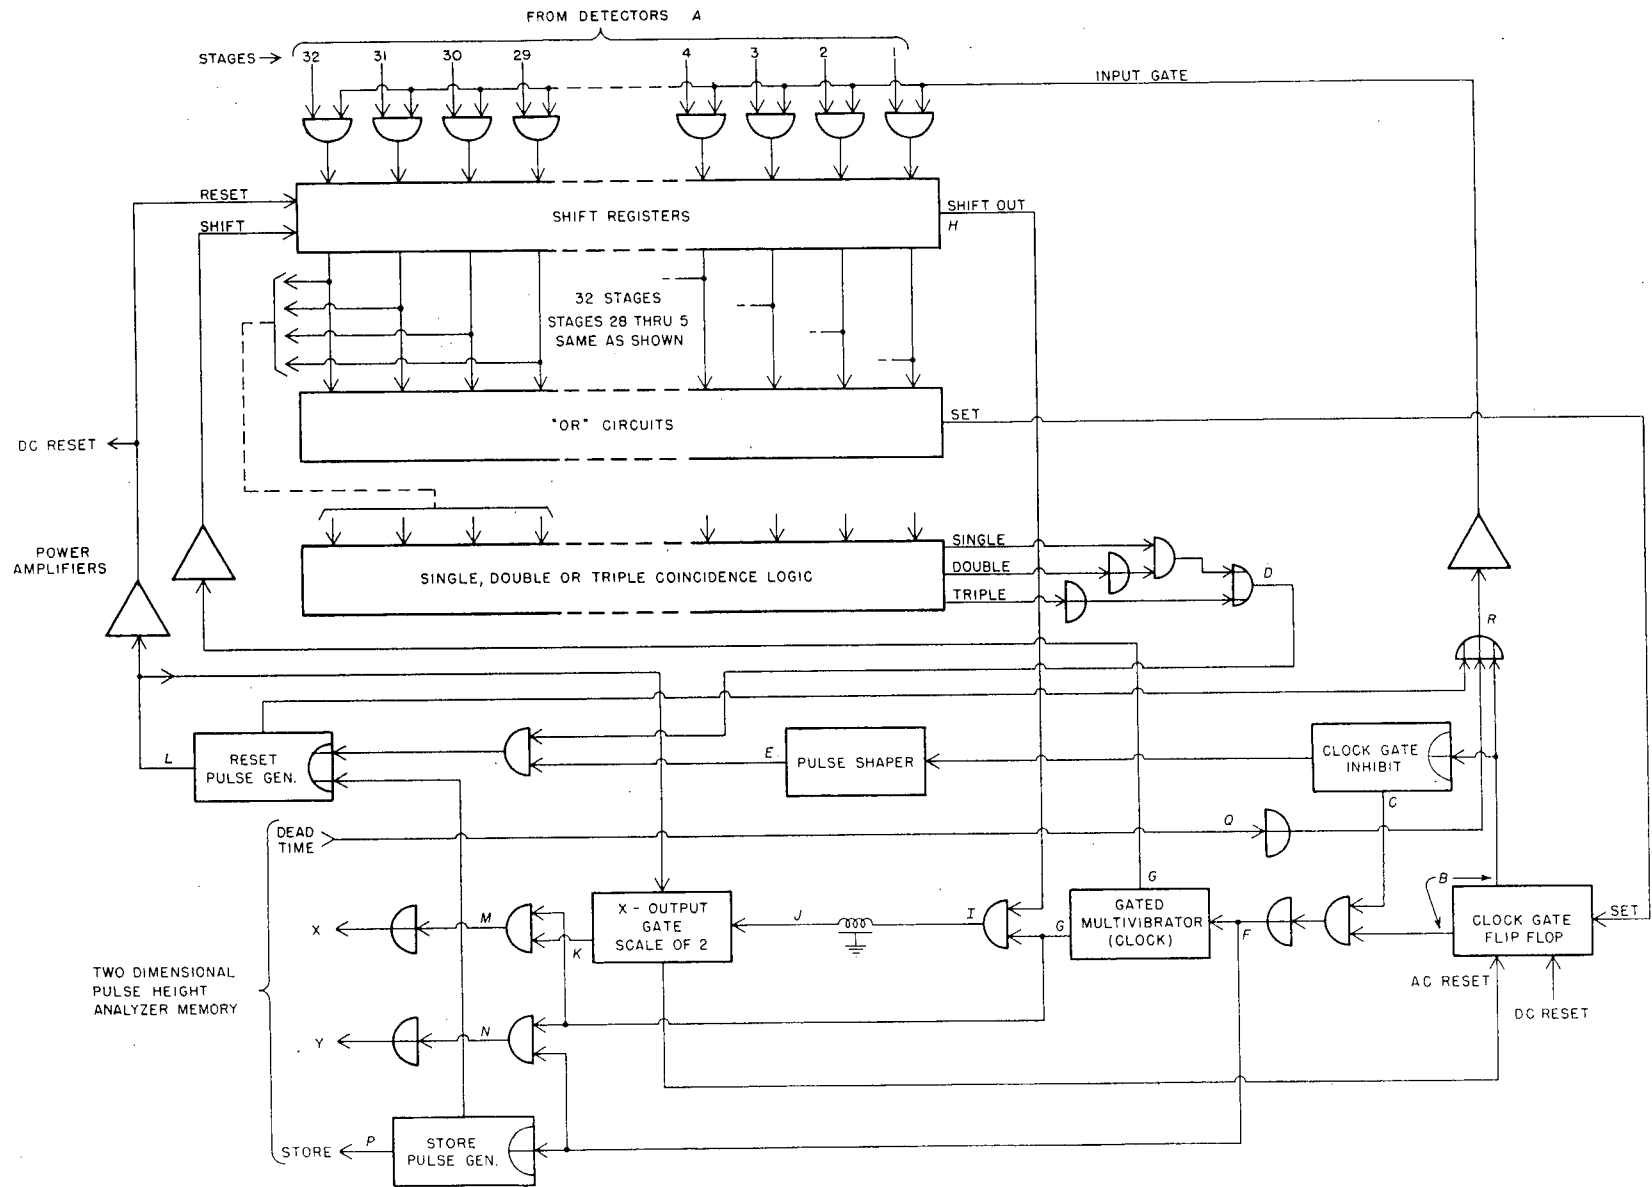 FROM DETECTORS A
STAGES→ 32 31 30 29 4 3 2 1
INPUT GATE
RESET
SHIFT REGISTERS
SHIFT OUT
H
SHIFT
32 STAGES
STAGES 28 THRU 5
SAME AS SHOWN
"OR" CIRCUITS
SET
DC RESET
POWER
AMPLIFIERS
SINGLE, DOUBLE OR TRIPLE COINCIDENCE LOGIC
SINGLE
DOUBLE
TRIPLE
D
R
L
RESET
PULSE GEN.
E
PULSE SHAPER
CLOCK GATE
INHIBIT
C
DEAD
TIME
Q
B
G
X
M
K
X - OUTPUT
GATE
SCALE OF 2
J
I
G
GATED
MULTIVIBRATOR
(CLOCK)
F
CLOCK GATE
FLIP FLOP
SET
AC RESET
DC RESET
TWO DIMENSIONAL
PULSE HEIGHT
ANALYZER MEMORY
Y
N
STORE
P
STORE
PULSE GEN.